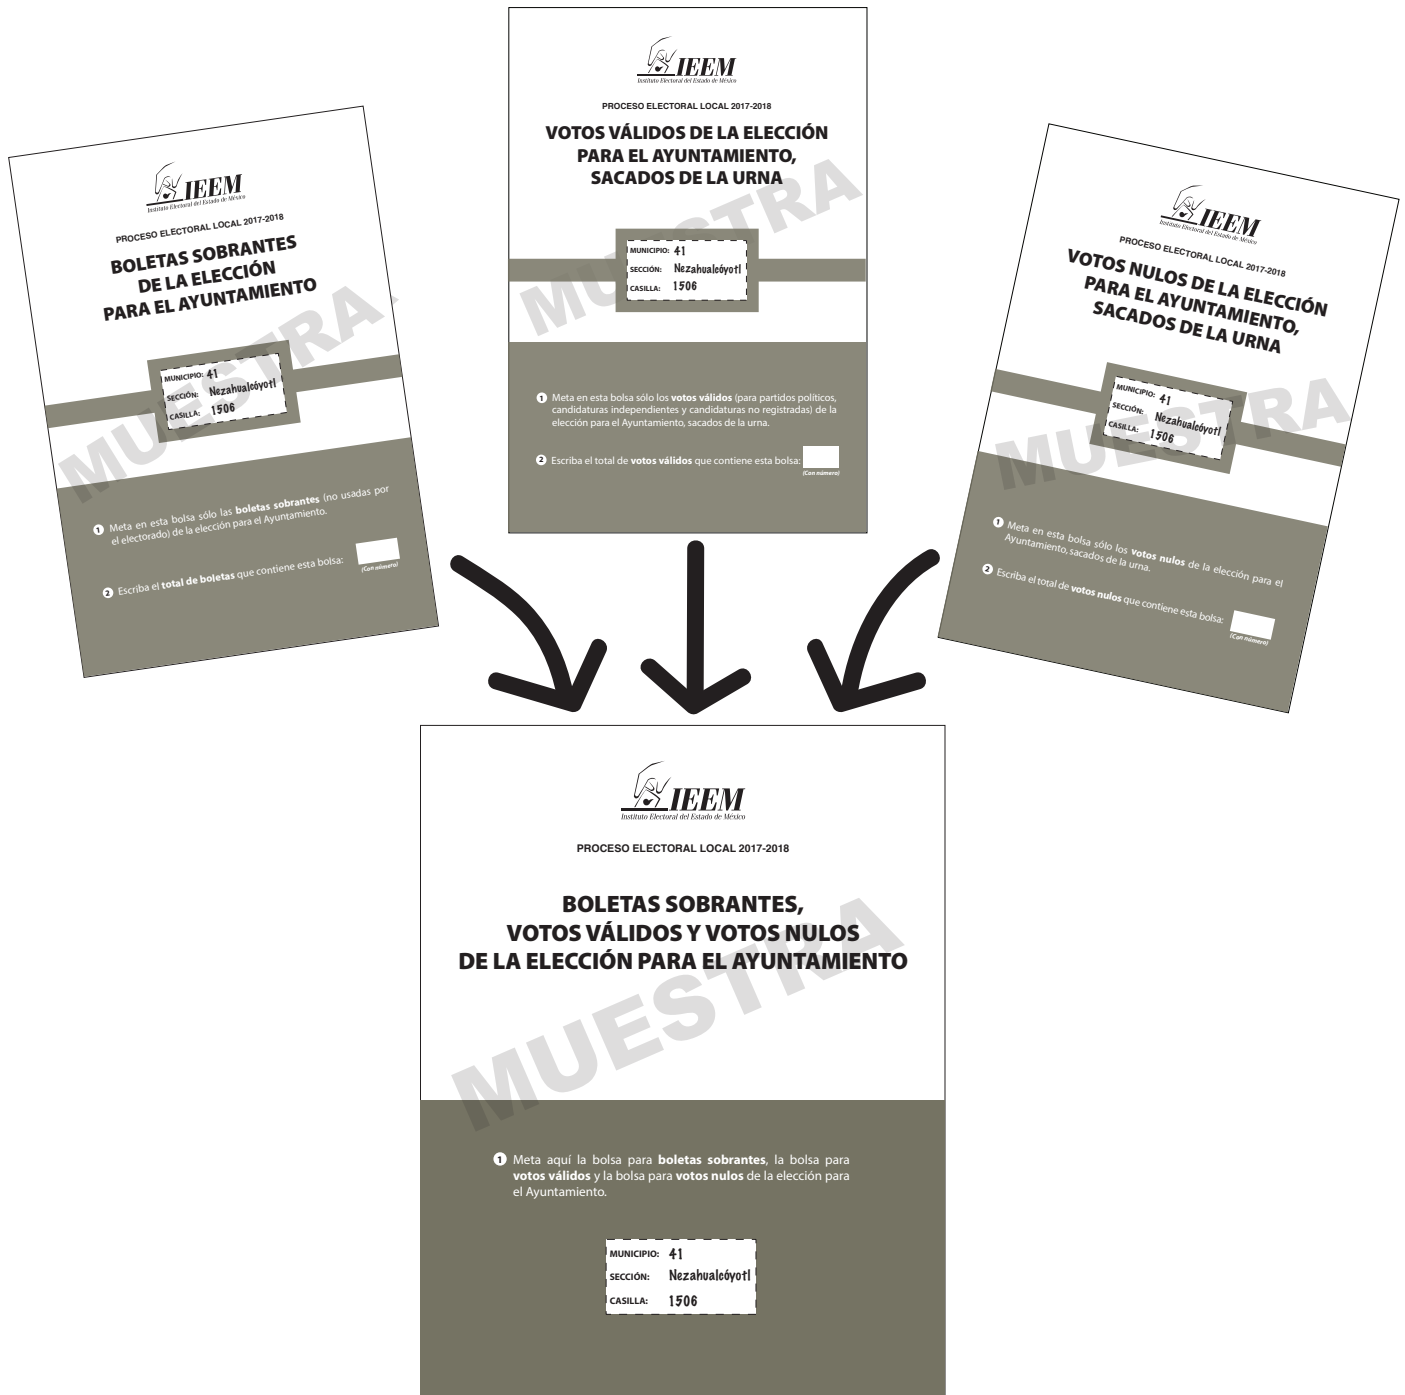 IEEM
Instituto Electoral del Estado de México
PROCESO ELECTORAL LOCAL 2017-2018
BOLETAS SOBRANTES
DE LA ELECCIÓN
PARA EL AYUNTAMIENTO
MUNICIPIO: 41
SECCIÓN: Nezahualcóyotl
CASILLA: 1506
MUESTRA
1 Meta en esta bolsa sólo las boletas sobrantes (no usadas por
el electorado) de la elección para el Ayuntamiento.
2 Escriba el total de boletas que contiene esta bolsa:
(Con número)
IEEM
Instituto Electoral del Estado de México
PROCESO ELECTORAL LOCAL 2017-2018
VOTOS VÁLIDOS DE LA ELECCIÓN
PARA EL AYUNTAMIENTO,
SACADOS DE LA URNA
MUNICIPIO: 41
SECCIÓN: Nezahualcóyotl
CASILLA: 1506
MUESTRA
1 Meta en esta bolsa sólo los votos válidos (para partidos políticos,
candidaturas independientes y candidaturas no registradas) de la
elección para el Ayuntamiento, sacados de la urna.
2 Escriba el total de votos válidos que contiene esta bolsa:
(Con número)
IEEM
Instituto Electoral del Estado de México
PROCESO ELECTORAL LOCAL 2017-2018
VOTOS NULOS DE LA ELECCIÓN
PARA EL AYUNTAMIENTO,
SACADOS DE LA URNA
MUNICIPIO: 41
SECCIÓN: Nezahualcóyotl
CASILLA: 1506
MUESTRA
1 Meta en esta bolsa sólo los votos nulos de la elección para el
Ayuntamiento, sacados de la urna.
2 Escriba el total de votos nulos que contiene esta bolsa:
(Con número)
IEEM
Instituto Electoral del Estado de México
PROCESO ELECTORAL LOCAL 2017-2018
BOLETAS SOBRANTES,
VOTOS VÁLIDOS Y VOTOS NULOS
DE LA ELECCIÓN PARA EL AYUNTAMIENTO
MUESTRA
1 Meta aquí la bolsa para boletas sobrantes, la bolsa para
votos válidos y la bolsa para votos nulos de la elección para
el Ayuntamiento.
MUNICIPIO: 41
SECCIÓN: Nezahualcóyotl
CASILLA: 1506